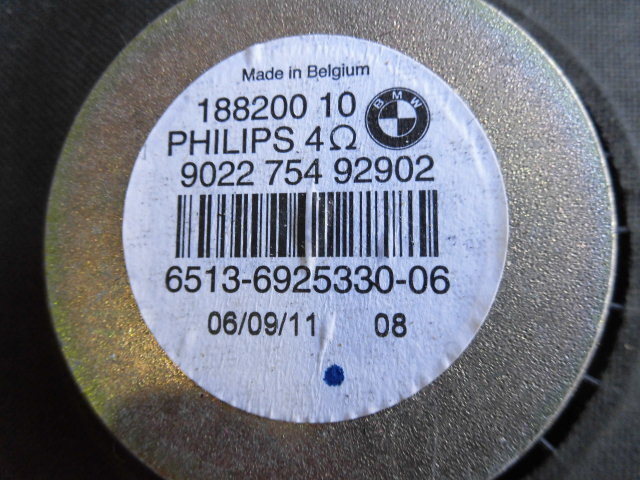 Made in Belgium
188200 10
BMW
PHILIPS 4Ω
9022 754 92902
6513-6925330-06
06/09/11 08